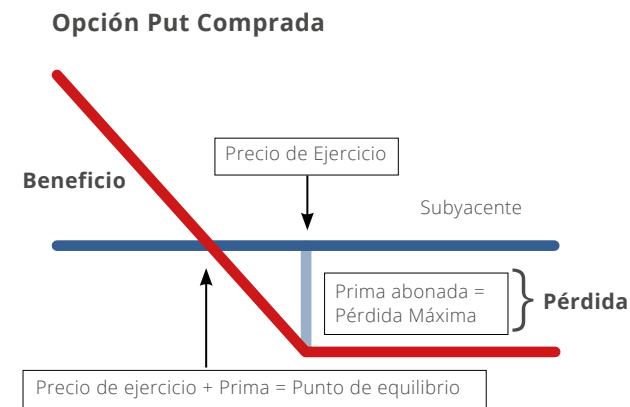 Opción Put Comprada
Precio de Ejercicio
Beneficio
Subyacente
Prima abonada =
Pérdida Máxima
Pérdida
Precio de ejercicio + Prima = Punto de equilibrio